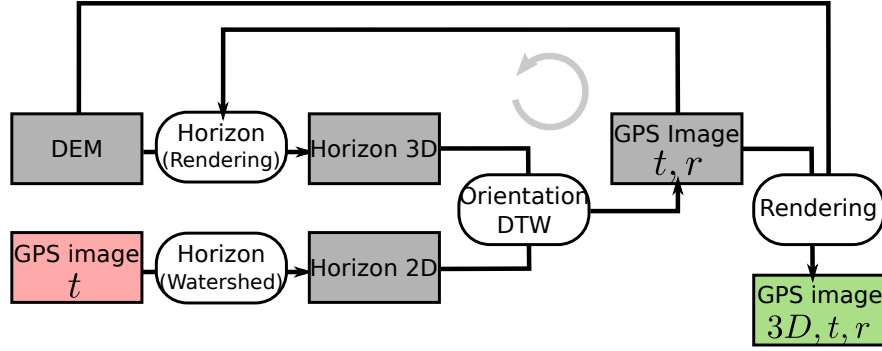 DEM
Horizon
(Rendering)
Horizon 3D
GPS Image
t, r
Orientation
DTW
Rendering
GPS image
t
Horizon
(Watershed)
Horizon 2D
GPS image
3D, t, r